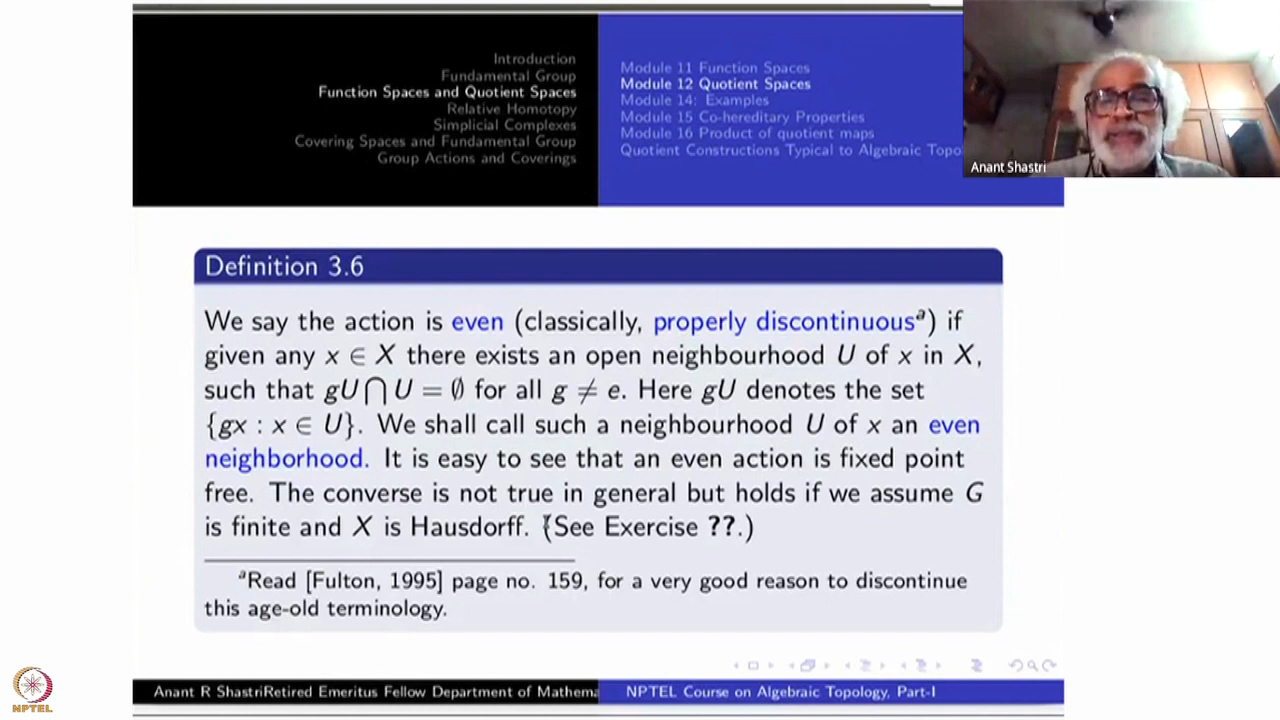 Introduction
Fundamental Group
Function Spaces and Quotient Spaces
Relative Homotopy
Simplicial Complexes
Covering Spaces and Fundamental Group
Group Actions and Coverings
Module 11 Function Spaces
Module 12 Quotient Spaces
Module 14: Examples
Module 15 Co-hereditary Properties
Module 16 Product of quotient maps
Quotient Constructions Typical to Algebraic Topo
Anant Shastri
Definition 3.6
We say the action is even (classically, properly discontinuousᵃ) if
given any x ∈ X there exists an open neighbourhood U of x in X,
such that gU ⋂ U = ∅ for all g ≠ e. Here gU denotes the set
{gx : x ∈ U}. We shall call such a neighbourhood U of x an even
neighborhood. It is easy to see that an even action is fixed point
free. The converse is not true in general but holds if we assume G
is finite and X is Hausdorff. (See Exercise ??.)
ᵃRead [Fulton, 1995] page no. 159, for a very good reason to discontinue
this age-old terminology.
NPTEL
Anant R ShastriRetired Emeritus Fellow Department of Mathema
NPTEL Course on Algebraic Topology, Part-I